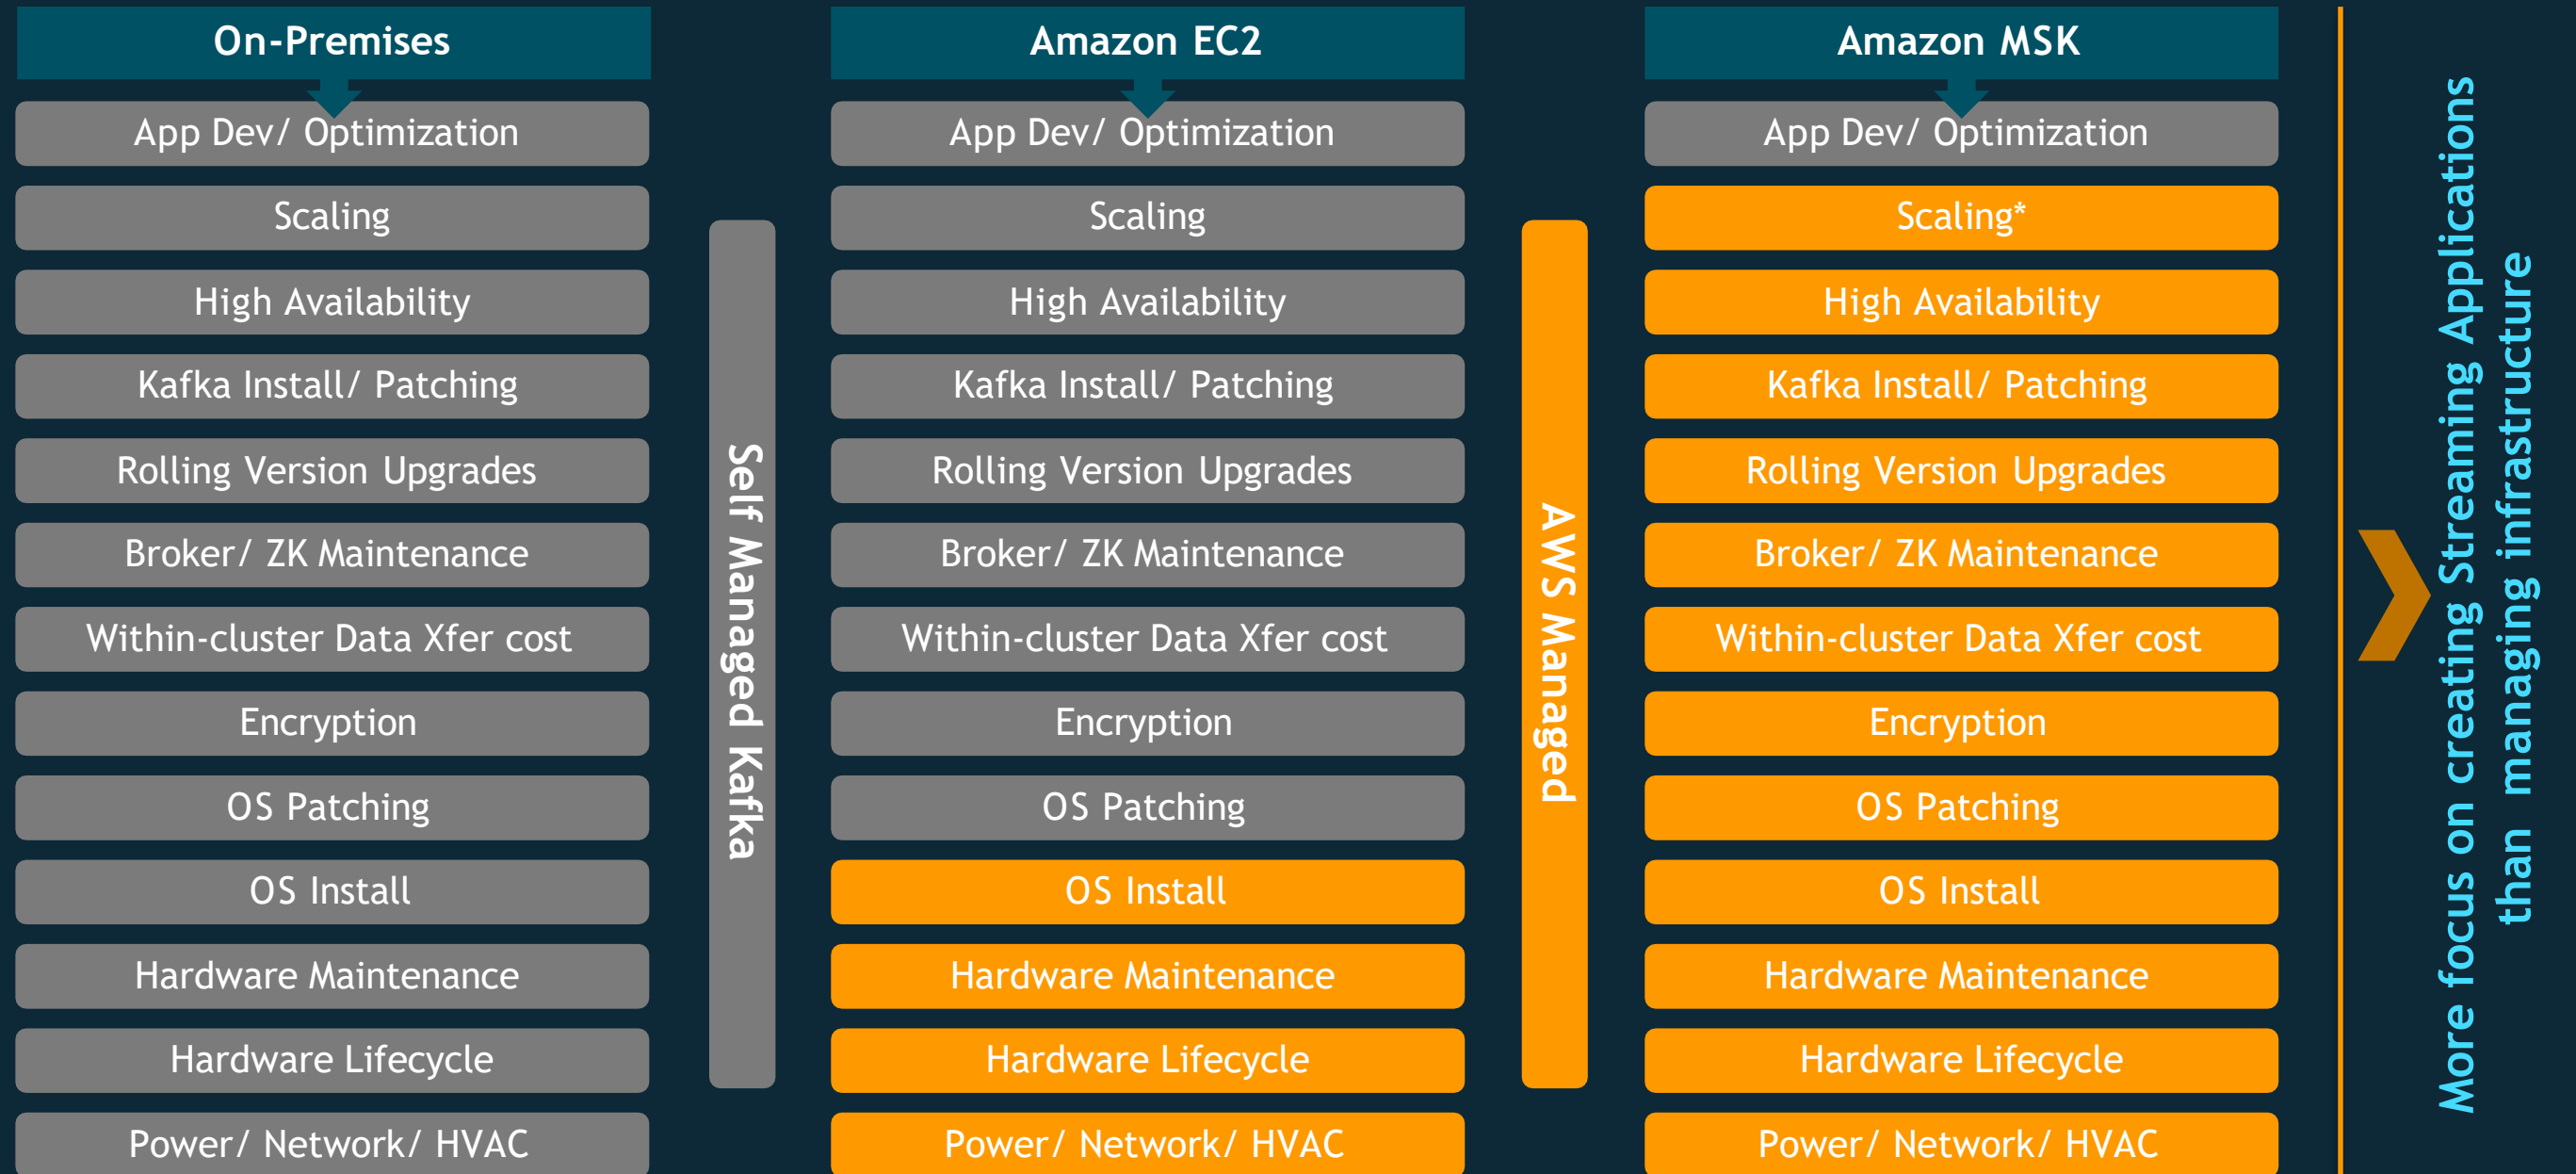 On-Premises
App Dev/ Optimization
Scaling
High Availability
Kafka Install/ Patching
Rolling Version Upgrades
Broker/ ZK Maintenance
Within-cluster Data Xfer cost
Encryption
OS Patching
OS Install
Hardware Maintenance
Hardware Lifecycle
Power/ Network/ HVAC
Self Managed Kafka
Amazon EC2
App Dev/ Optimization
Scaling
High Availability
Kafka Install/ Patching
Rolling Version Upgrades
Broker/ ZK Maintenance
Within-cluster Data Xfer cost
Encryption
OS Patching
OS Install
Hardware Maintenance
Hardware Lifecycle
Power/ Network/ HVAC
AWS Managed
Amazon MSK
App Dev/ Optimization
Scaling*
High Availability
Kafka Install/ Patching
Rolling Version Upgrades
Broker/ ZK Maintenance
Within-cluster Data Xfer cost
Encryption
OS Patching
OS Install
Hardware Maintenance
Hardware Lifecycle
Power/ Network/ HVAC
More focus on creating Streaming Applications
than managing infrastructure